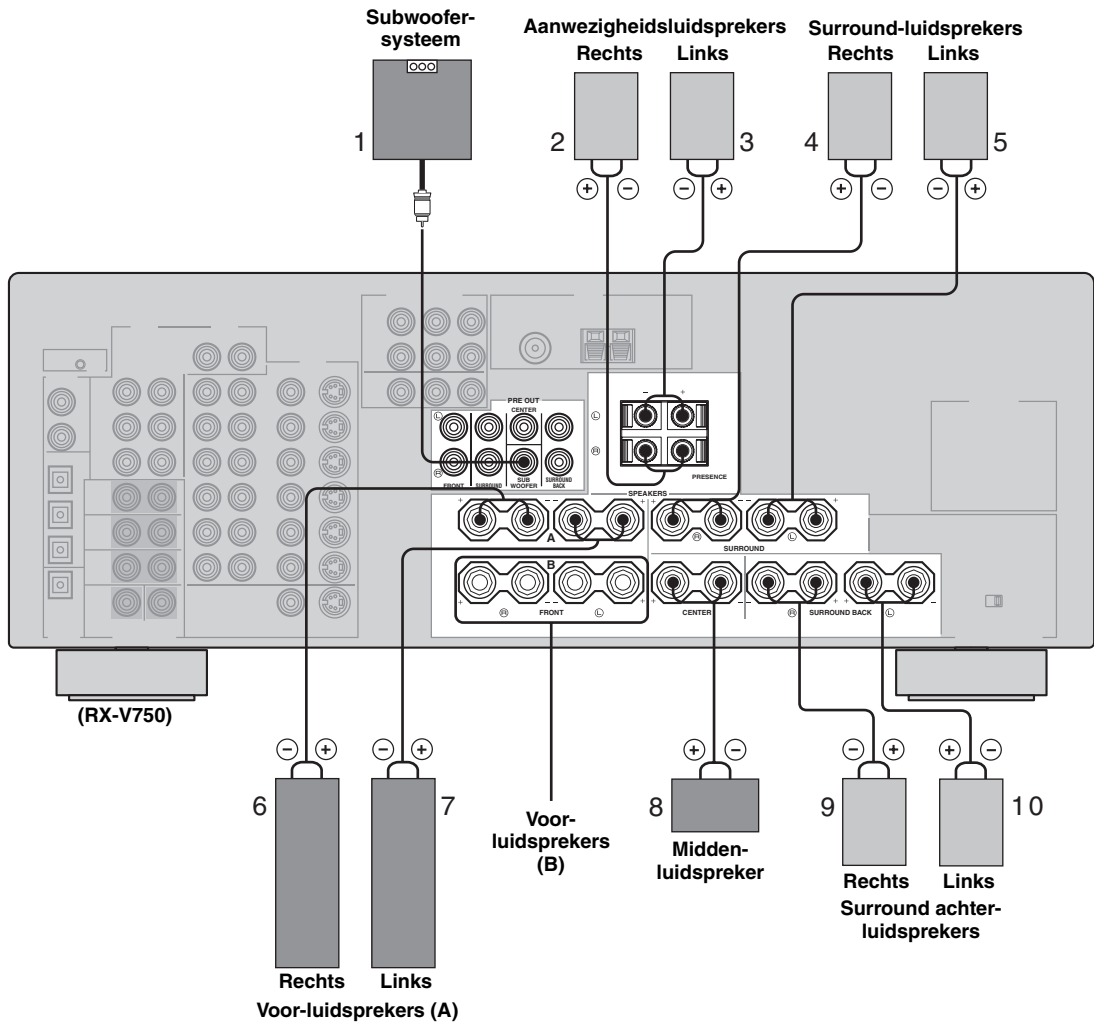 Subwoofer-
systeem
Aanwezigheidsluidsprekers
Rechts Links
Surround-luidsprekers
Rechts Links
1
2
3
4
5
+ - - + + - - +
PRE OUT
CENTER
L
R
FRONT
SURROUND
SUB
WOOFER
SURROUND
BACK
- +
L
R
PRESENCE
SPEAKERS
+ - - + + - - +
A
R
L
SURROUND
B
+ - - + + - - + + -
R
FRONT
L
CENTER
R
SURROUND BACK
L
(RX-V750)
- + - + + - - + + -
6
7
Voor-
luidsprekers
(B)
8
Midden-
luidspreker
9
10
Rechts Links
Surround achter-
luidsprekers
Rechts Links
Voor-luidsprekers (A)